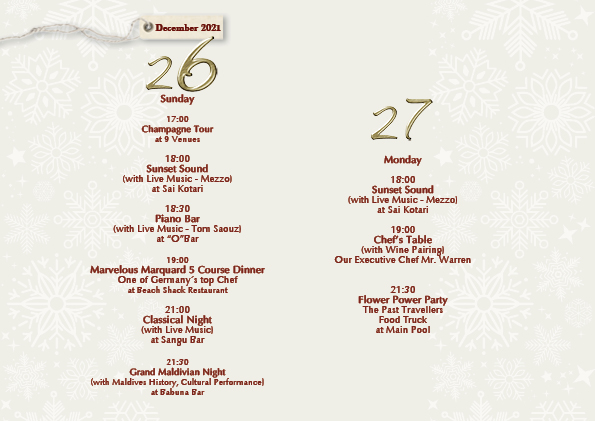 December 2021
26
Sunday
17:00
Champagne Tour
at 9 Venues
18:00
Sunset Sound
(with Live Music - Mezzo)
at Sai Kotari
18:30
Piano Bar
(with Live Music - Tom Saouz)
at "O"Bar
19:00
Marvelous Marquard 5 Course Dinner
One of Germany's top Chef
at Beach Shack Restaurant
21:00
Classical Night
(with Live Music)
at Sangu Bar
21:30
Grand Maldivian Night
(with Maldives History, Cultural Performance)
at Babuna Bar
27
Monday
18:00
Sunset Sound
(with Live Music - Mezzo)
at Sai Kotari
19:00
Chef's Table
(with Wine Pairing)
Our Executive Chef Mr. Warren
21:30
Flower Power Party
The Past Travellers
Food Truck
at Main Pool